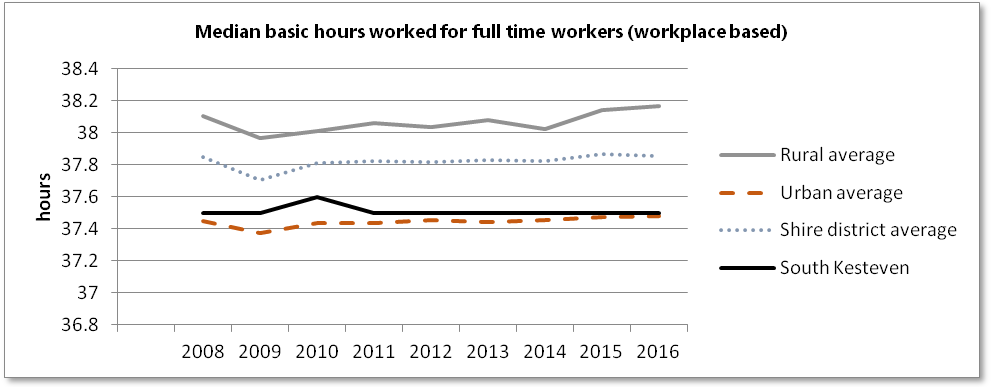 Median basic hours worked for full time workers (workplace based)
38.4
38.2
38
37.8
37.6
37.4
37.2
37
36.8
hours
2008 2009 2010 2011 2012 2013 2014 2015 2016
Rural average
Urban average
Shire district average
South Kesteven